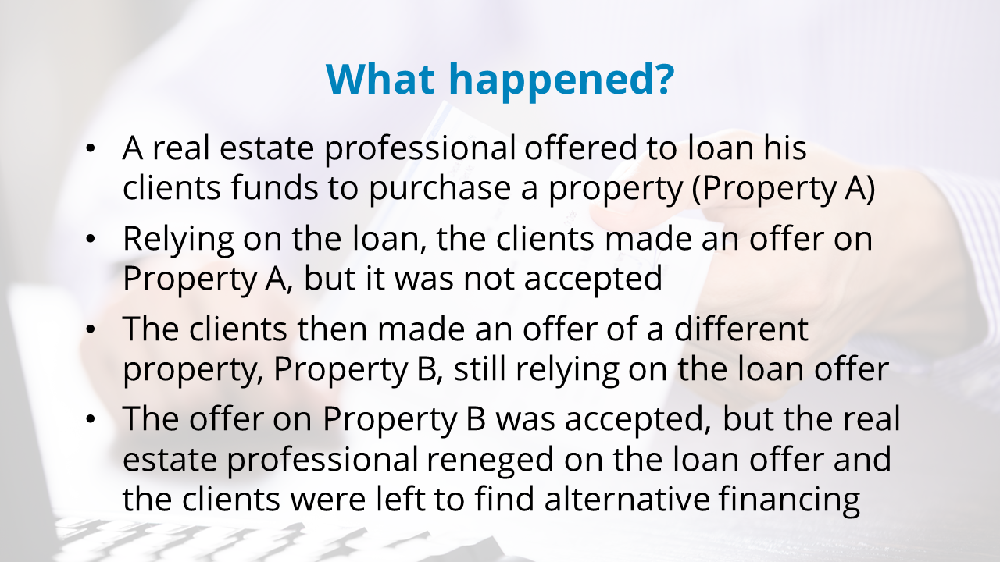 What happened?
• A real estate professional offered to loan his
clients funds to purchase a property (Property A)
• Relying on the loan, the clients made an offer on
Property A, but it was not accepted
• The clients then made an offer of a different
property, Property B, still relying on the loan offer
• The offer on Property B was accepted, but the real
estate professional reneged on the loan offer and
the clients were left to find alternative financing